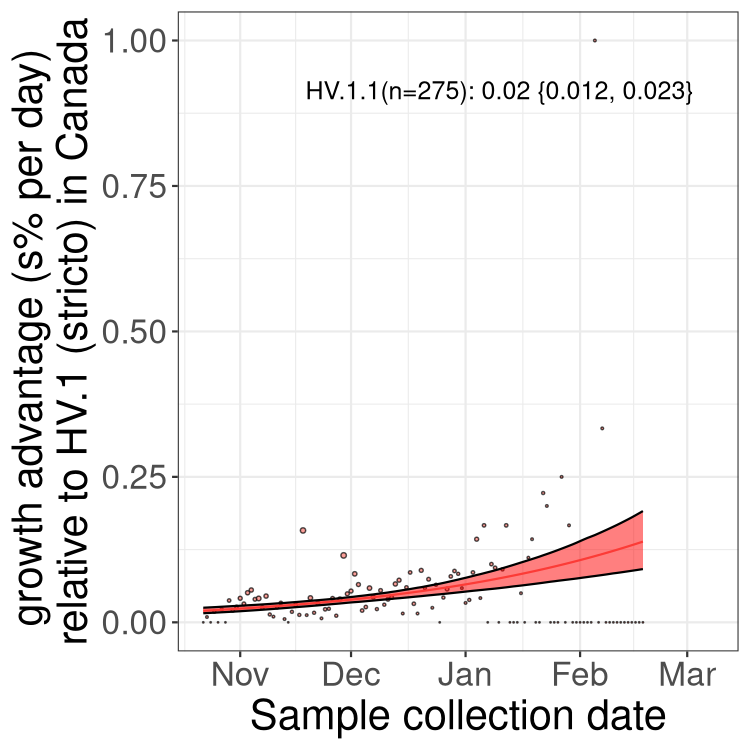 growth advantage (s% per day)
relative to HV.1 (stricto) in Canada
1.00
0.75
0.50
0.25
0.00
HV.1.1(n=275): 0.02 {0.012, 0.023}
Nov Dec Jan Feb Mar
Sample collection date